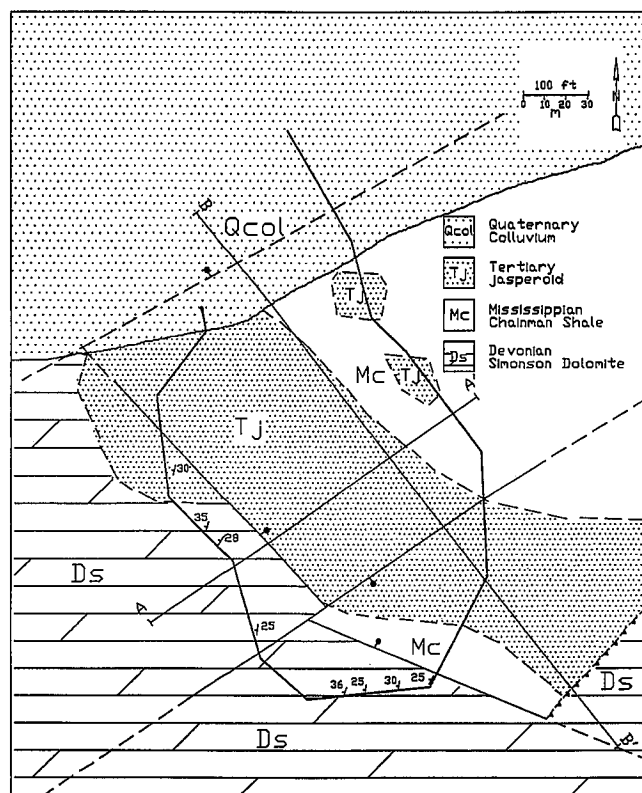 100 ft
0 10 20 30
M
N
B
Qcol
Qcol Quaternary
Colluvium
TJ Tertiary
Jasperoid
Mc Mississippian
Chainman Shale
Ds Devonian
Simonson Dolomite
TJ
Mc
TJ
A
TJ
30
35
28
Ds
A
25
Mc
Ds
36 25 30 25
Ds
B'